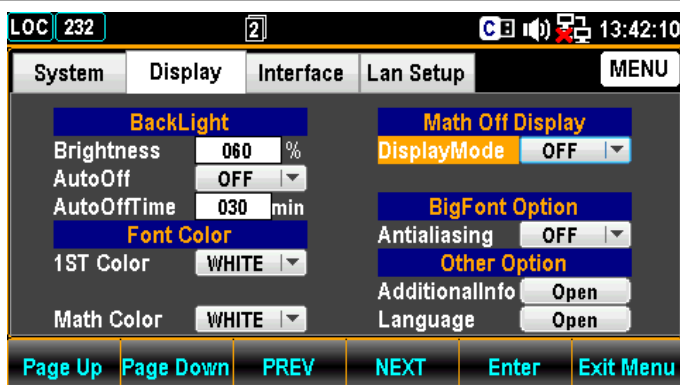 LOC 232 2 C 13:42:10
System Display Interface Lan Setup MENU
BackLight
Brightness 060 %
AutoOff OFF
AutoOffTime 030 min
Font Color
1ST Color WHITE
Math Color WHITE
Math Off Display
DisplayMode OFF
BigFont Option
Antialiasing OFF
Other Option
AdditionalInfo Open
Language Open
Page Up Page Down PREV NEXT Enter Exit Menu